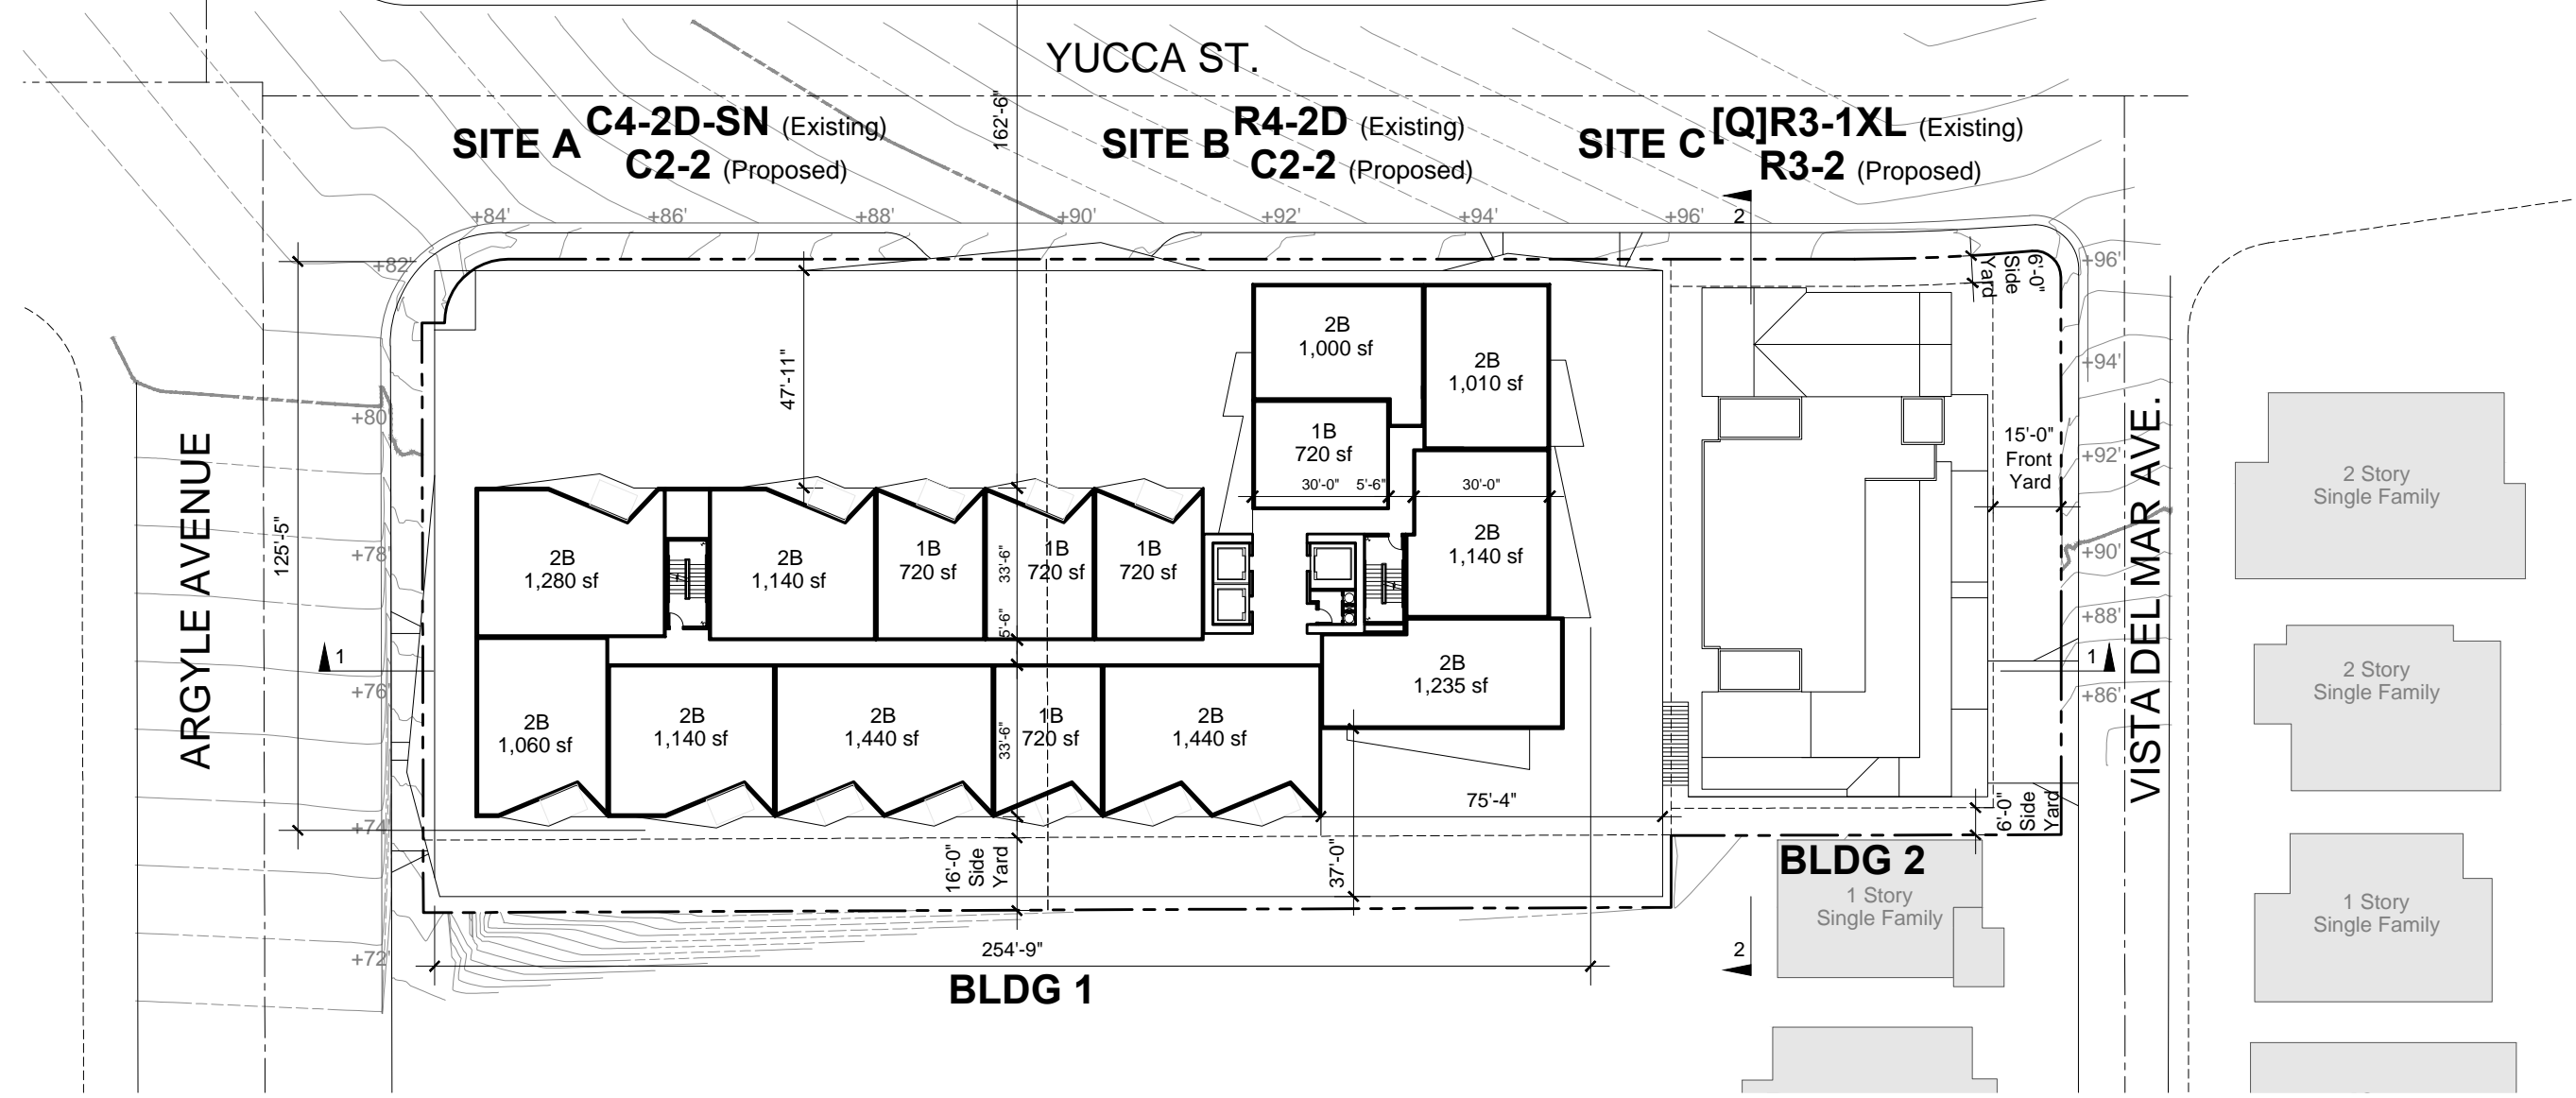 YUCCA ST.
162'-6"
SITE A
C4-2D-SN (Existing)
C2-2 (Proposed)
SITE B
R4-2D (Existing)
C2-2 (Proposed)
SITE C
[Q]R3-1XL (Existing)
R3-2 (Proposed)
+84'
+86'
+88'
+90'
+92'
+94'
+96'
2
+82'
+80'
+78'
+76'
+74'
+72'
ARGYLE AVENUE
125'-5"
1
47'-11"
2B
1,000 sf
2B
1,010 sf
1B
720 sf
30'-0"
5'-6"
30'-0"
2B
1,280 sf
2B
1,140 sf
1B
720 sf
33'-6"
1B
720 sf
1B
720 sf
5'-6"
2B
1,140 sf
2B
1,235 sf
2B
1,060 sf
2B
1,140 sf
2B
1,440 sf
33'-6"
1B
720 sf
2B
1,440 sf
75'-4"
37'-0"
16'-0"
Side
Yard
254'-9"
BLDG 1
6'-0"
Side
Yard
15'-0"
Front
Yard
6'-0"
Side
Yard
+96'
+94'
+92'
+90'
+88'
+86'
1
VISTA DEL MAR AVE.
BLDG 2
1 Story
Single Family
2
2 Story
Single Family
2 Story
Single Family
1 Story
Single Family